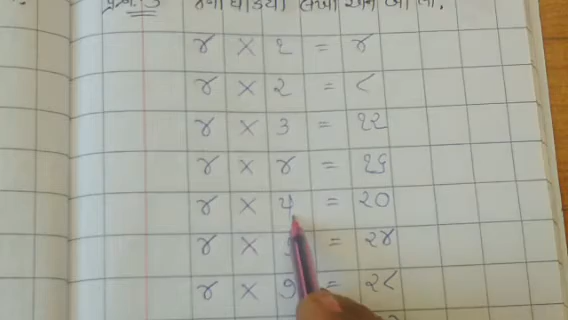 ૪ × ૧ = ૪
૪ × ૨ = ૮
૪ × ૩ = ૧૨
૪ × ૪ = ૧૬
૪ × ૫ = ૨૦
૪ × = ૨૪
૪ × ૭ = ૨૮